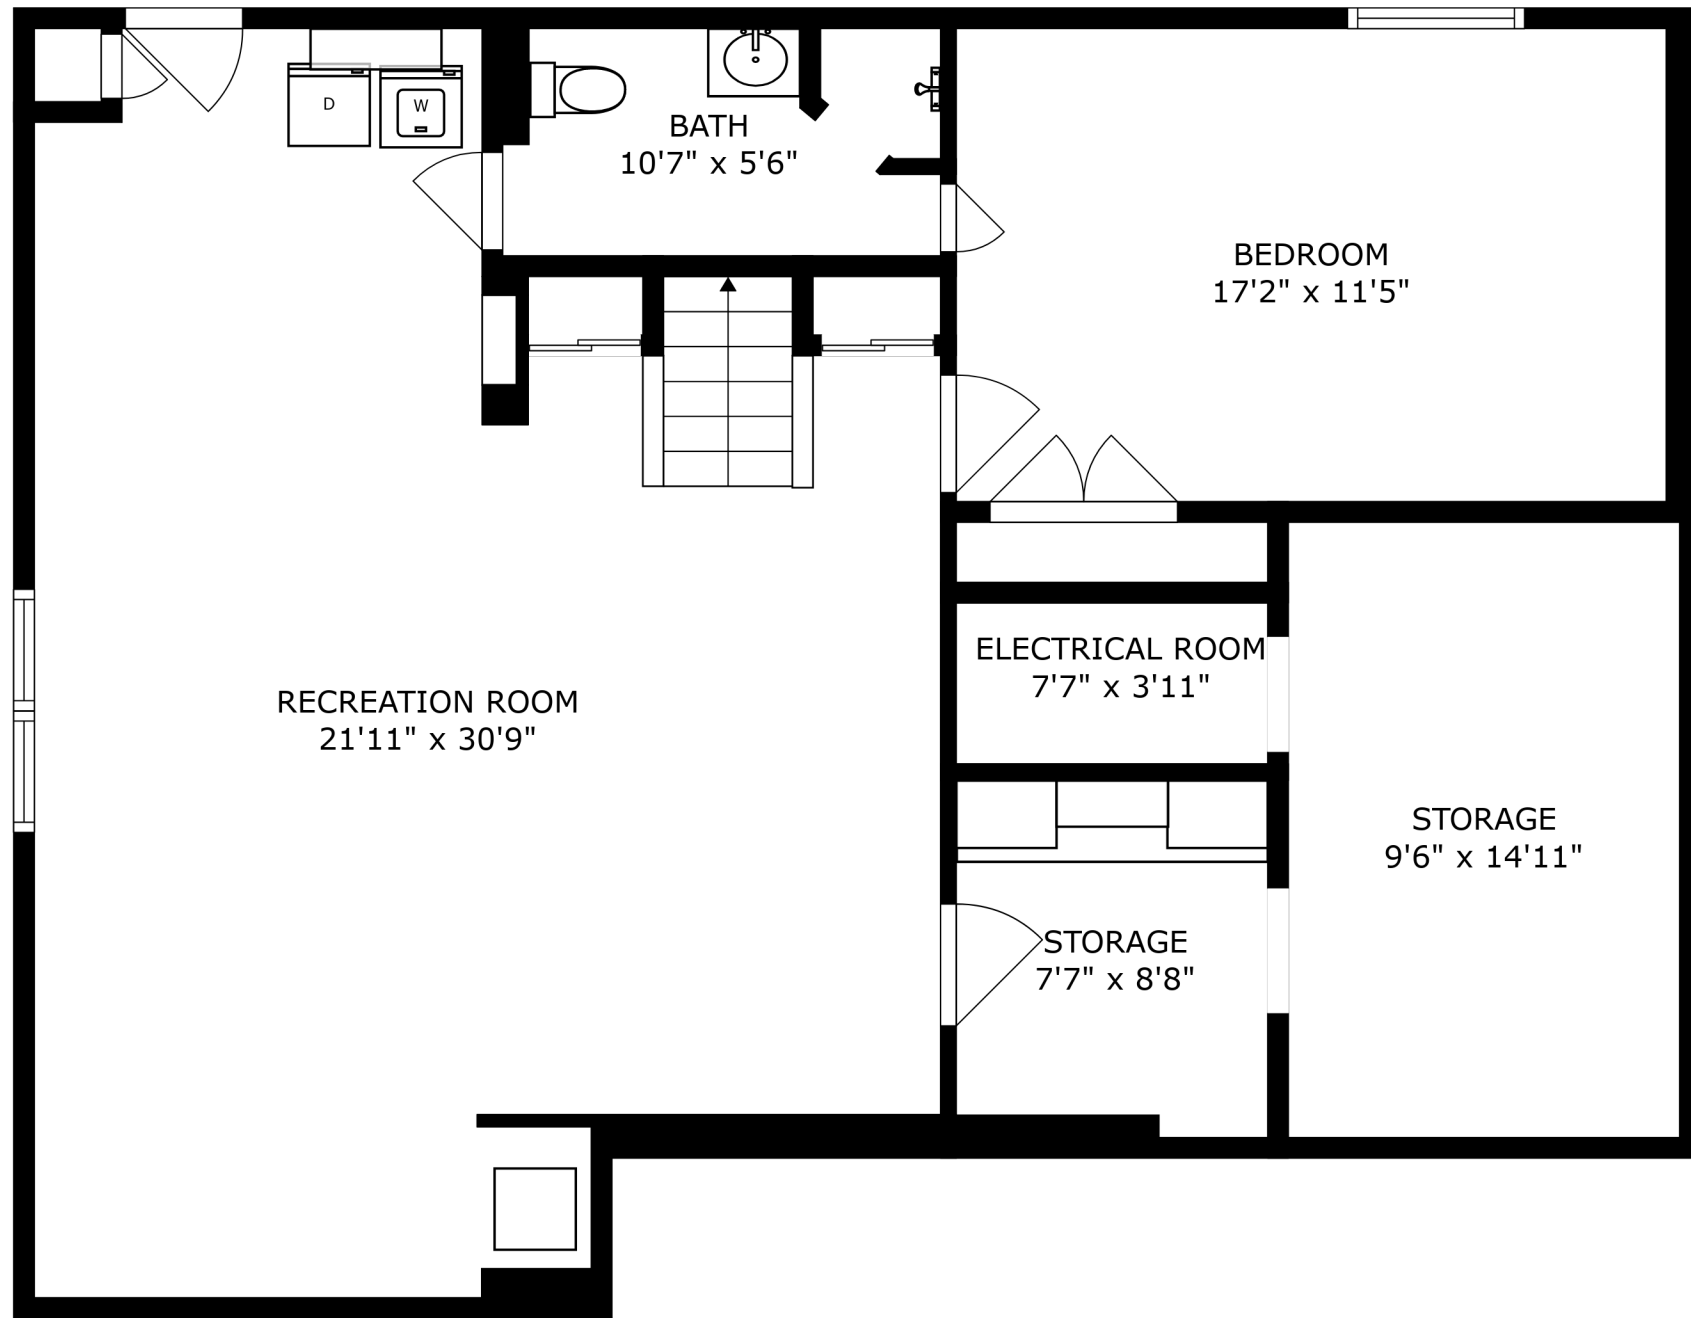 D
W
BATH
10'7" x 5'6"
BEDROOM
17'2" x 11'5"
ELECTRICAL ROOM
7'7" x 3'11"
RECREATION ROOM
21'11" x 30'9"
STORAGE
9'6" x 14'11"
STORAGE
7'7" x 8'8"